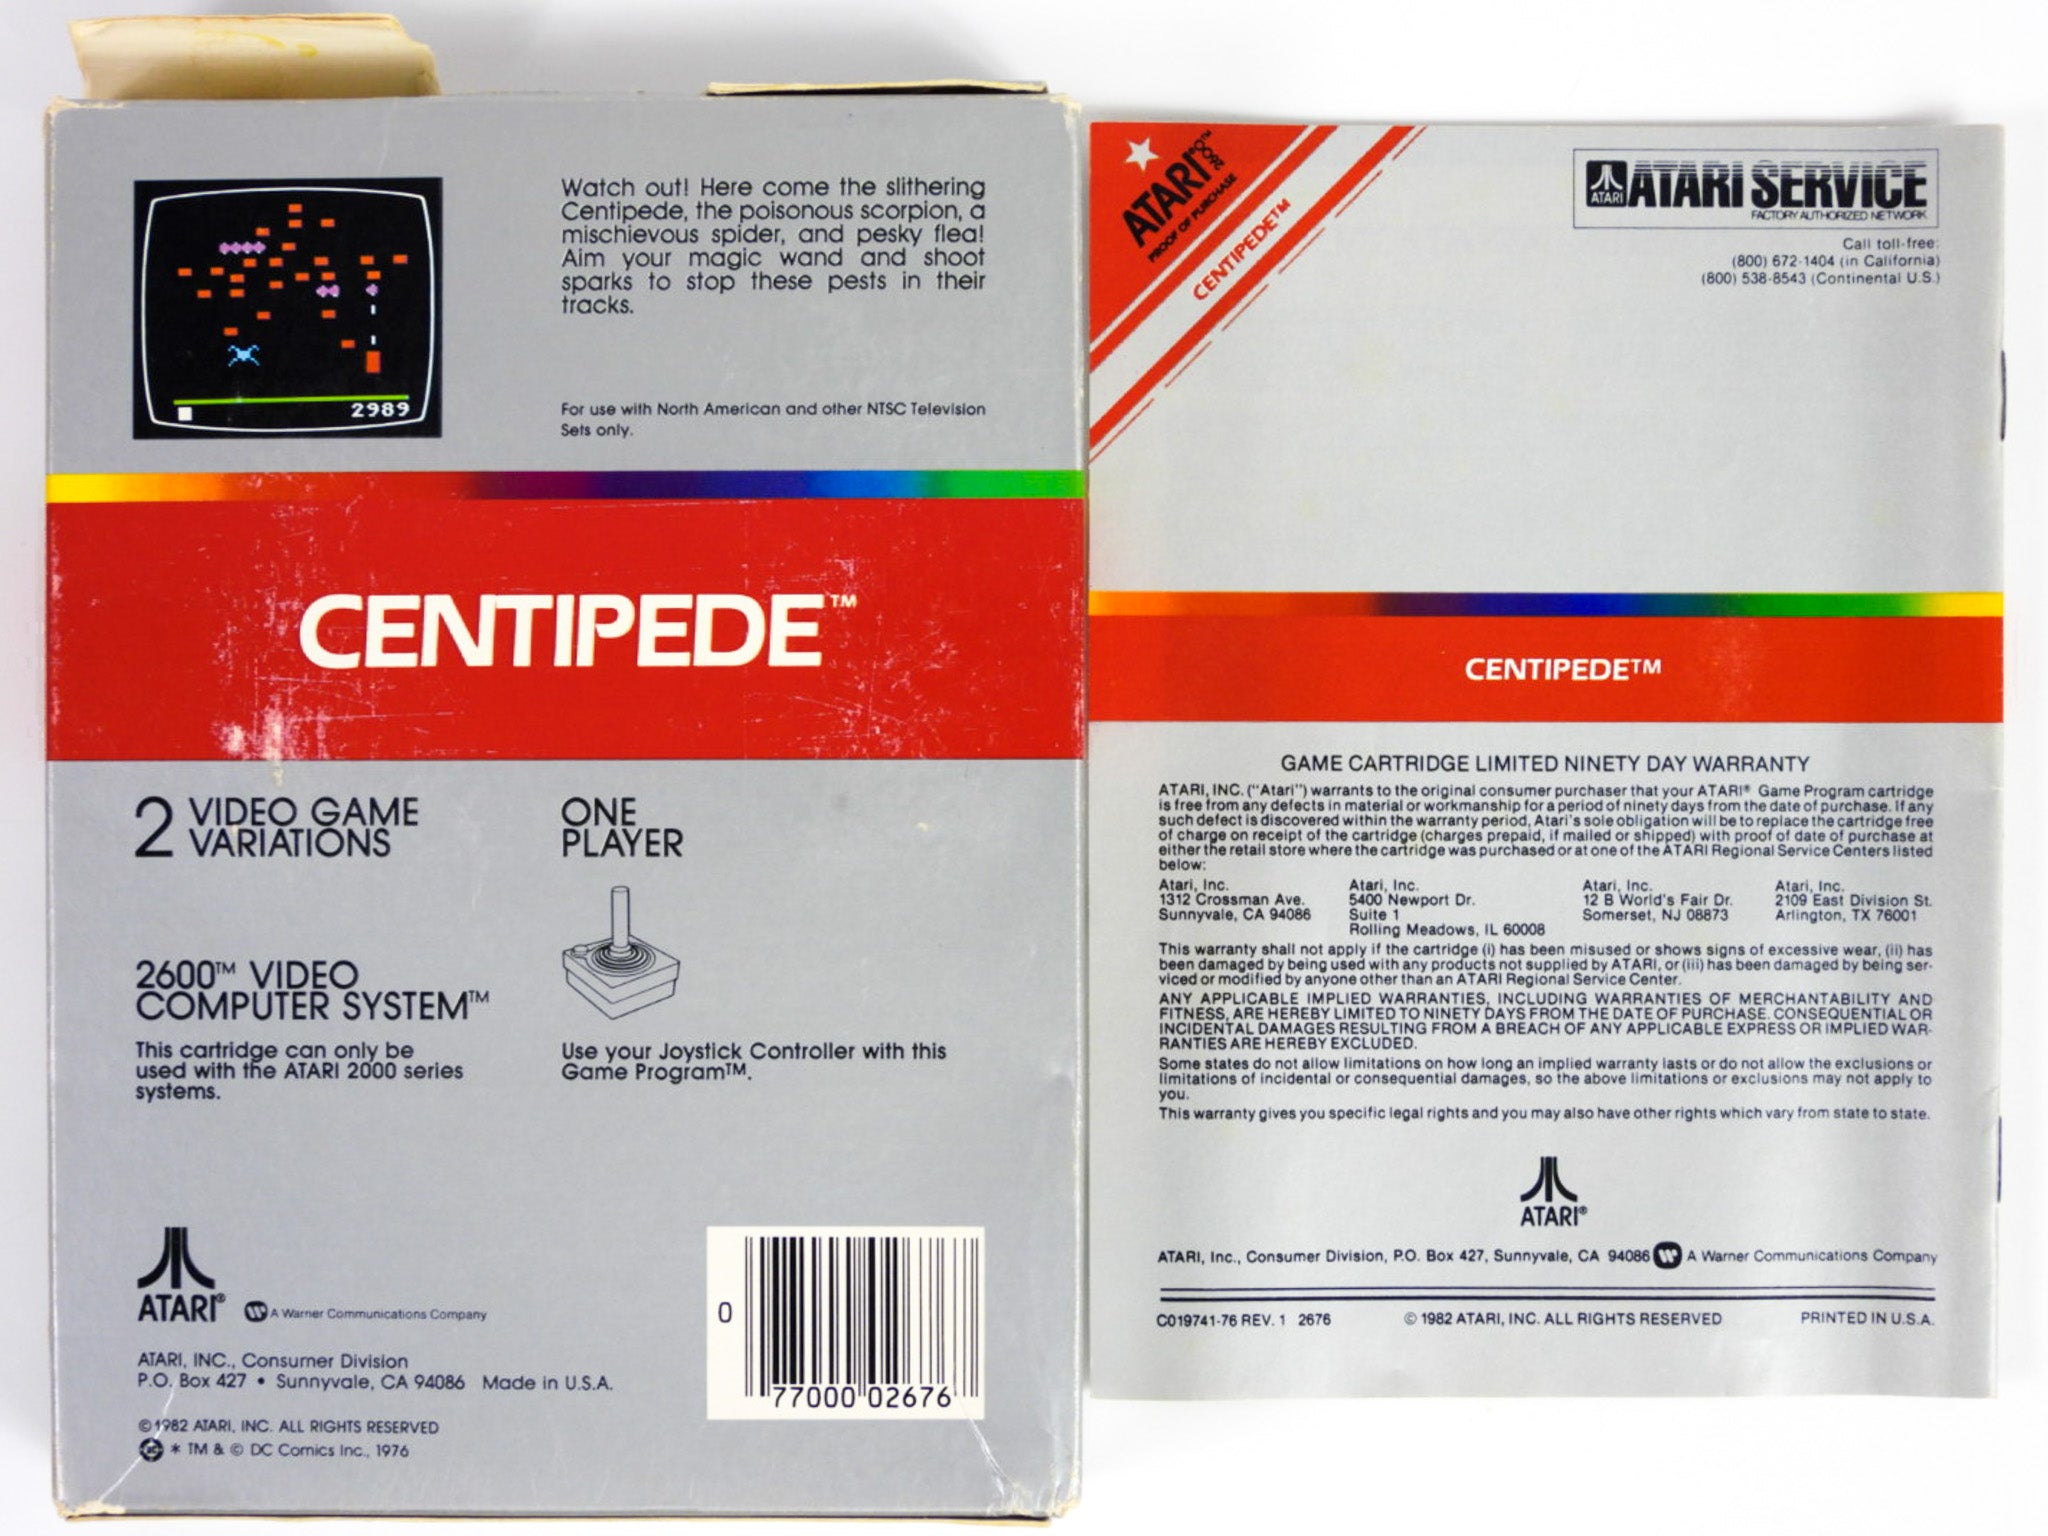 Watch out! Here come the slithering
Centipede, the poisonous scorpion, a
mischievous spider, and pesky flea!
Aim your magic wand and shoot
sparks to stop these pests in their
tracks.
2989
For use with North American and other NTSC Television
Sets only.
CENTIPEDE™
2 VIDEO GAME
VARIATIONS
ONE
PLAYER
2600™ VIDEO
COMPUTER SYSTEM™
This cartridge can only be
used with the ATARI 2000 series
systems.
Use your Joystick Controller with this
Game Program™.
ATARI®
A Warner Communications Company
ATARI, INC., Consumer Division
P.O. Box 427 • Sunnyvale, CA 94086 Made in U.S.A.
© 1982 ATARI, INC. ALL RIGHTS RESERVED
* TM & © DC Comics Inc., 1976
0
77000 02676
ATARI® 2600™
PROOF OF PURCHASE
CENTIPEDE™
ATARI
ATARI SERVICE
FACTORY AUTHORIZED NETWORK
Call toll-free:
(800) 672-1404 (in California)
(800) 538-8543 (Continental U.S.)
CENTIPEDE™
GAME CARTRIDGE LIMITED NINETY DAY WARRANTY
ATARI, INC. ("Atari") warrants to the original consumer purchaser that your ATARI® Game Program cartridge
is free from any defects in material or workmanship for a period of ninety days from the date of purchase. If any
such defect is discovered within the warranty period, Atari's sole obligation will be to replace the cartridge free
of charge on receipt of the cartridge (charges prepaid, if mailed or shipped) with proof of date of purchase at
either the retail store where the cartridge was purchased or at one of the ATARI Regional Service Centers listed
below:
Atari, Inc.
1312 Crossman Ave.
Sunnyvale, CA 94086
Atari, Inc.
5400 Newport Dr.
Suite 1
Rolling Meadows, IL 60008
Atari, Inc.
12 B World's Fair Dr.
Somerset, NJ 08873
Atari, Inc.
2109 East Division St.
Arlington, TX 76001
This warranty shall not apply if the cartridge (i) has been misused or shows signs of excessive wear, (ii) has
been damaged by being used with any products not supplied by ATARI, or (iii) has been damaged by being ser-
viced or modified by anyone other than an ATARI Regional Service Center.
ANY APPLICABLE IMPLIED WARRANTIES, INCLUDING WARRANTIES OF MERCHANTABILITY AND
FITNESS, ARE HEREBY LIMITED TO NINETY DAYS FROM THE DATE OF PURCHASE. CONSEQUENTIAL OR
INCIDENTAL DAMAGES RESULTING FROM A BREACH OF ANY APPLICABLE EXPRESS OR IMPLIED WAR-
RANTIES ARE HEREBY EXCLUDED.
Some states do not allow limitations on how long an implied warranty lasts or do not allow the exclusions or
limitations of incidental or consequential damages, so the above limitations or exclusions may not apply to
you.
This warranty gives you specific legal rights and you may also have other rights which vary from state to state.
ATARI®
ATARI, Inc., Consumer Division, P.O. Box 427, Sunnyvale, CA 94086 A Warner Communications Company
C019741-76 REV. 1 2676
© 1982 ATARI, INC. ALL RIGHTS RESERVED
PRINTED IN U.S.A.